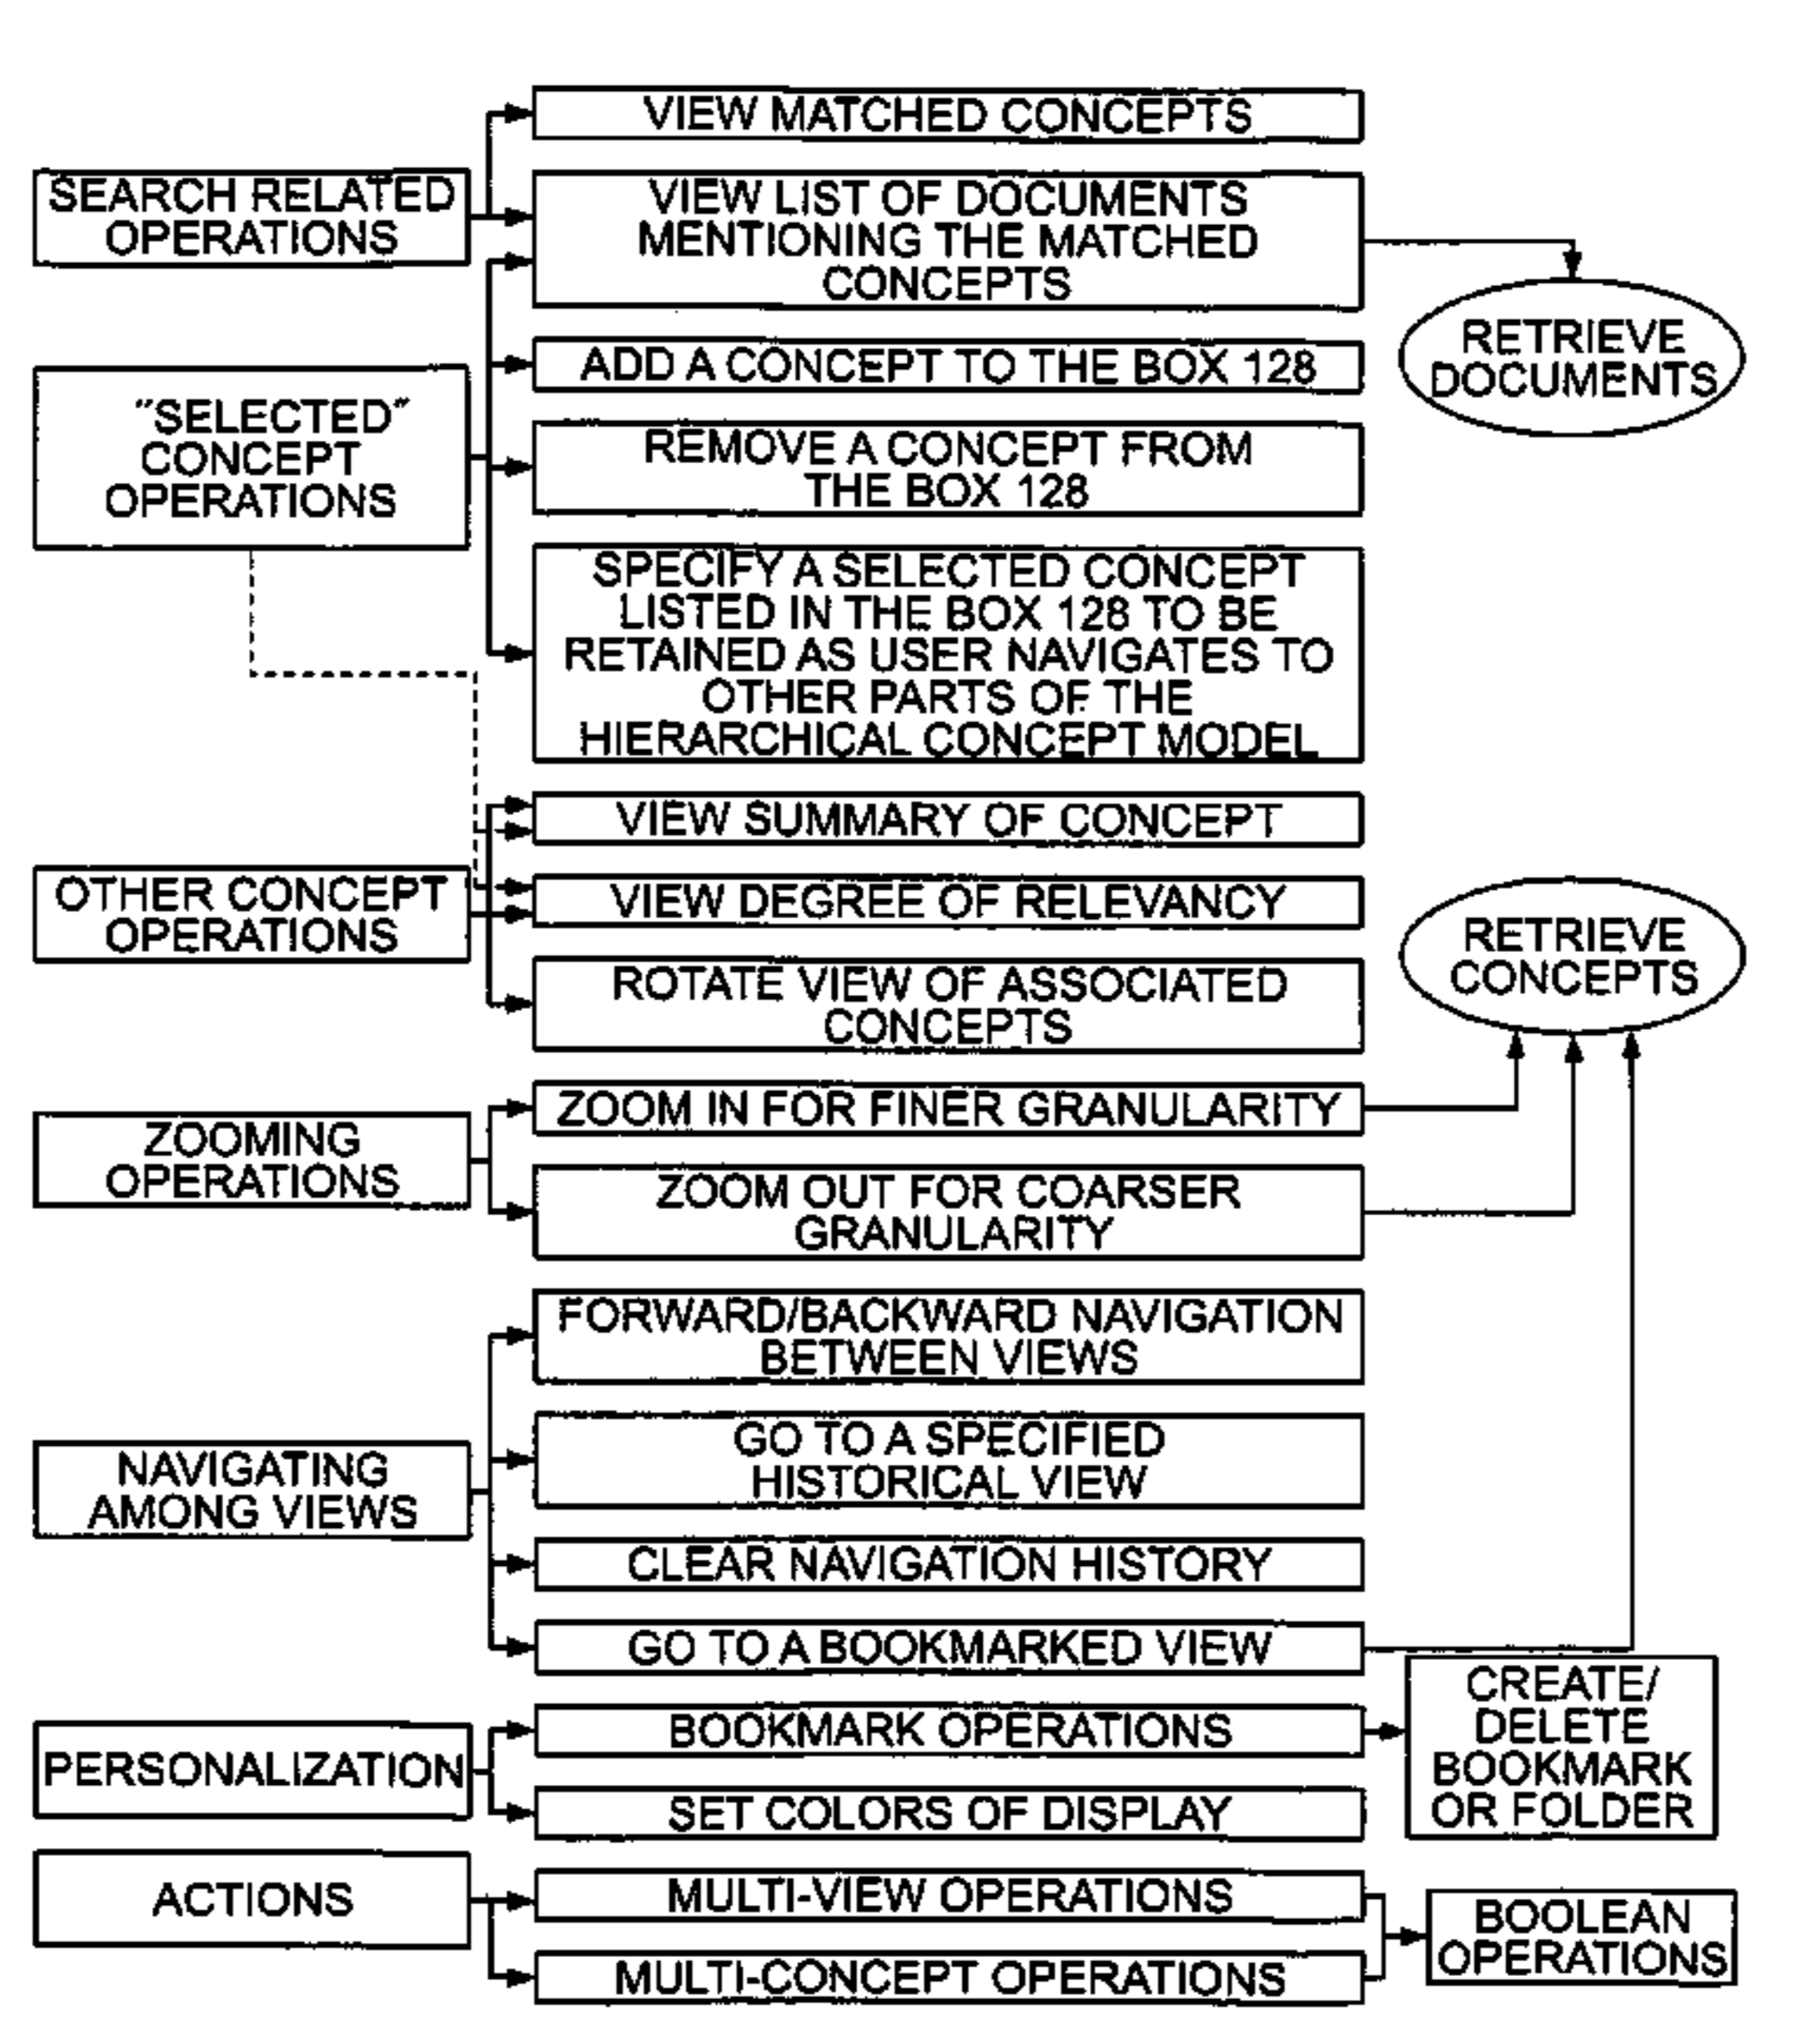 VIEW MATCHED CONCEPTS
SEARCH RELATED
OPERATIONS
VIEW LIST OF DOCUMENTS
MENTIONING THE MATCHED
CONCEPTS
RETRIEVE
DOCUMENTS
ADD A CONCEPT TO THE BOX 128
"SELECTED"
CONCEPT
OPERATIONS
REMOVE A CONCEPT FROM
THE BOX 128
SPECIFY A SELECTED CONCEPT
LISTED IN THE BOX 128 TO BE
RETAINED AS USER NAVIGATES TO
OTHER PARTS OF THE
HIERARCHICAL CONCEPT MODEL
VIEW SUMMARY OF CONCEPT
OTHER CONCEPT
OPERATIONS
VIEW DEGREE OF RELEVANCY
ROTATE VIEW OF ASSOCIATED
CONCEPTS
RETRIEVE
CONCEPTS
ZOOMING
OPERATIONS
ZOOM IN FOR FINER GRANULARITY
ZOOM OUT FOR COARSER
GRANULARITY
FORWARD/BACKWARD NAVIGATION
BETWEEN VIEWS
NAVIGATING
AMONG VIEWS
GO TO A SPECIFIED
HISTORICAL VIEW
CLEAR NAVIGATION HISTORY
GO TO A BOOKMARKED VIEW
PERSONALIZATION
BOOKMARK OPERATIONS
CREATE/
DELETE
BOOKMARK
OR FOLDER
SET COLORS OF DISPLAY
ACTIONS
MULTI-VIEW OPERATIONS
MULTI-CONCEPT OPERATIONS
BOOLEAN
OPERATIONS